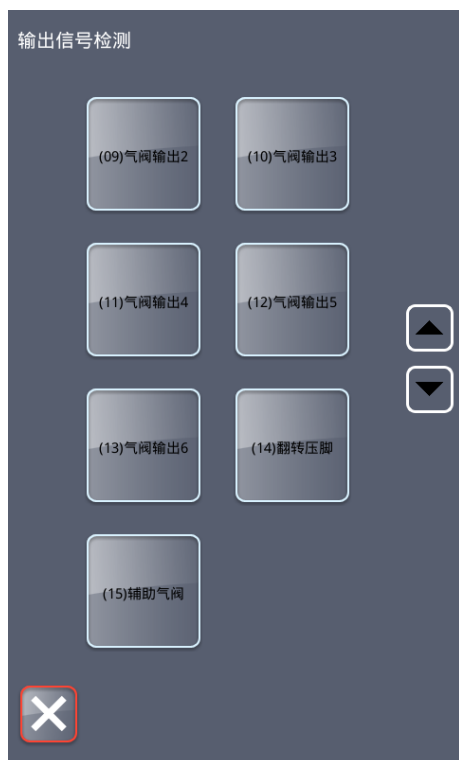 输出信号检测
(09)气阀输出2
(10)气阀输出3
(11)气阀输出4
(12)气阀输出5
(13)气阀输出6
(14)翻转压脚
(15)辅助气阀